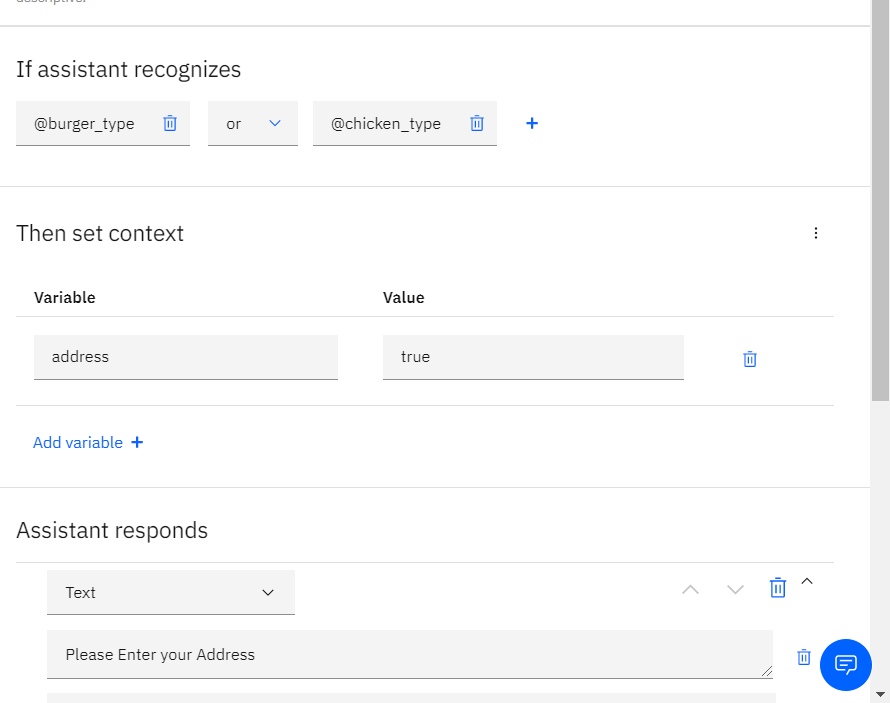 descriptive.
If assistant recognizes
@burger_type or @chicken_type
Then set context
Variable Value
address true
Add variable +
Assistant responds
Text
Please Enter your Address